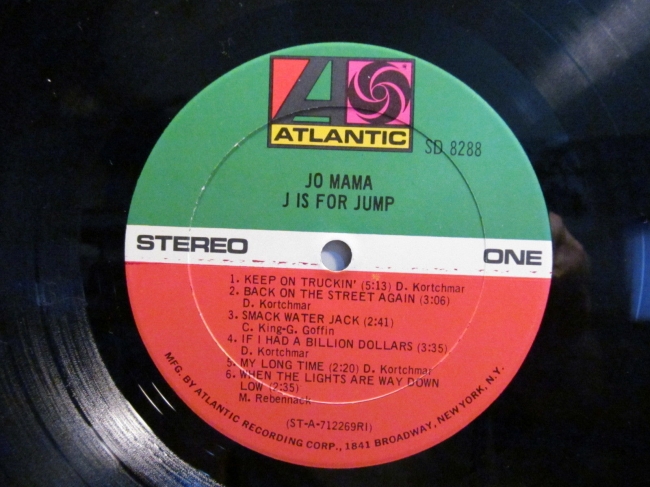 ATLANTIC
SD 8288
JO MAMA
J IS FOR JUMP
STEREO
ONE
1. KEEP ON TRUCKIN' (5:13) D. Kortchmar
2. BACK ON THE STREET AGAIN (3:06)
D. Kortchmar
3. SMACK WATER JACK (2:41)
C. King-G. Goffin
4. IF I HAD A BILLION DOLLARS (3:35)
D. Kortchmar
5. MY LONG TIME (2:20) D. Kortchmar
6. WHEN THE LIGHTS ARE WAY DOWN
LOW (2:35)
M. Rebennack
(ST-A-712269RI)
MFG. BY ATLANTIC RECORDING CORP., 1841 BROADWAY, NEW YORK, N.Y.